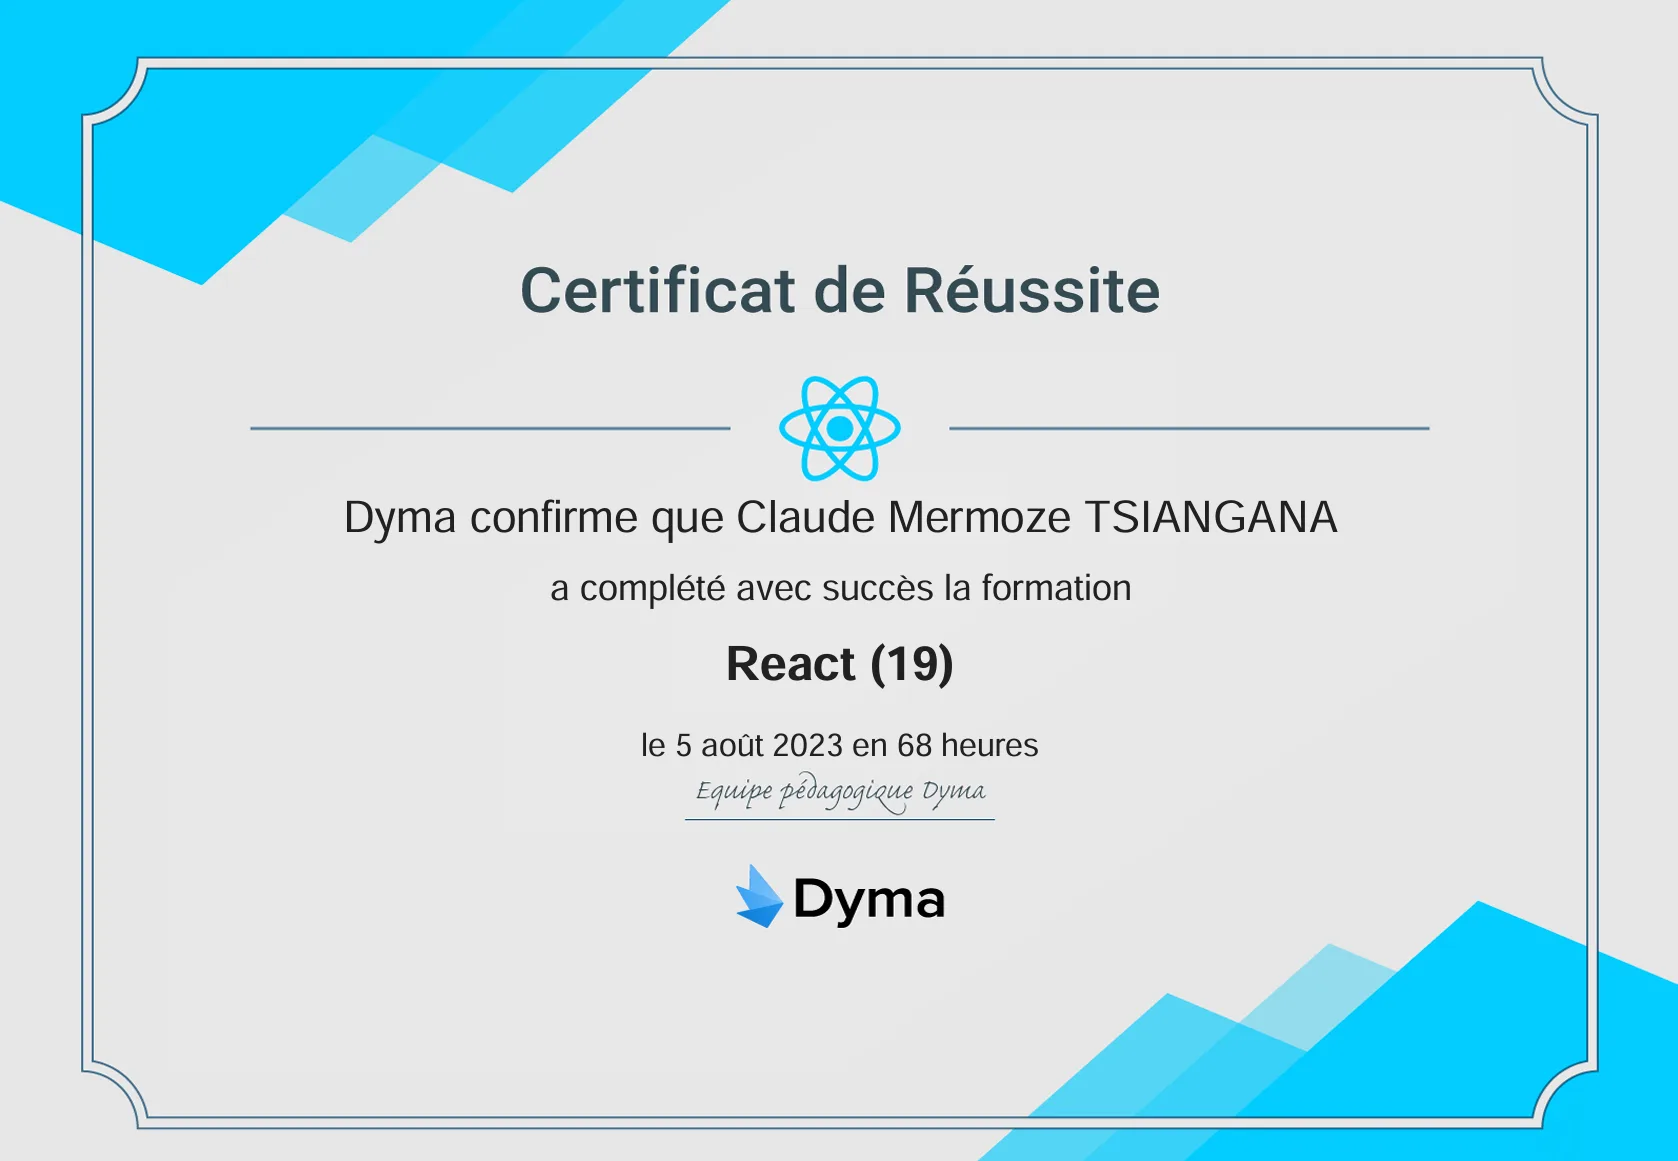 Certificat de Réussite
Dyma confirme que Claude Mermoze TSIANGANA
a complété avec succès la formation
React (19)
le 5 août 2023 en 68 heures
Equipe pédagogique Dyma
Dyma